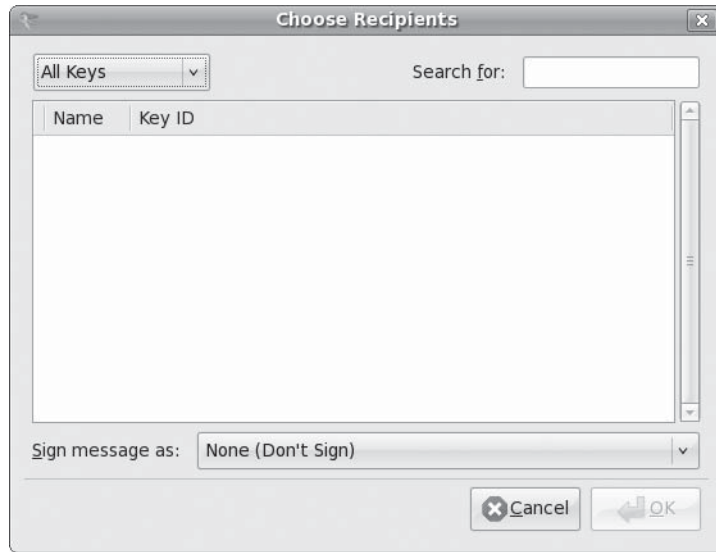 Choose Recipients
All Keys
Search for:
Name Key ID
Sign message as: None (Don't Sign)
Cancel OK